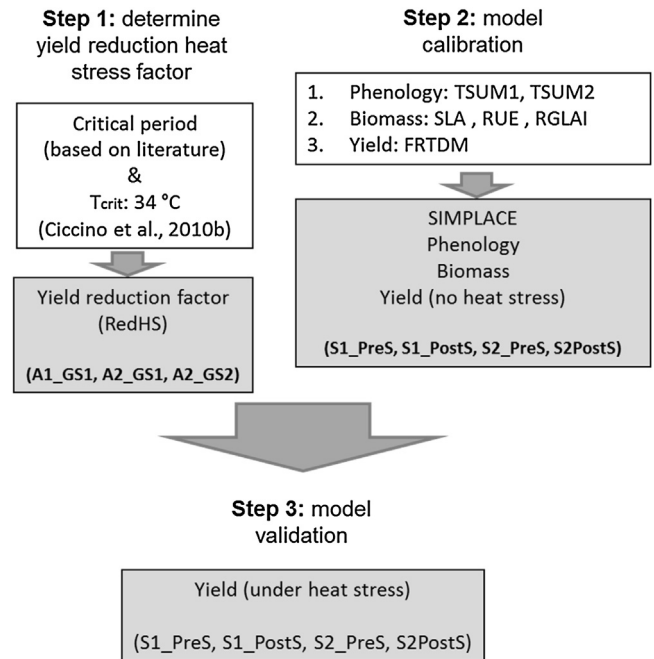 Step 1: determine
yield reduction heat
stress factor
Critical period
(based on literature)
&
Tcrit: 34 °C
(Ciccino et al., 2010b)
Yield reduction factor
(RedHS)
(A1_GS1, A2_GS1, A2_GS2)
Step 2: model
calibration
1. Phenology: TSUM1, TSUM2
2. Biomass: SLA , RUE , RGLAI
3. Yield: FRTDM
SIMPLACE
Phenology
Biomass
Yield (no heat stress)
(S1_PreS, S1_PostS, S2_PreS, S2PostS)
Step 3: model
validation
Yield (under heat stress)
(S1_PreS, S1_PostS, S2_PreS, S2PostS)